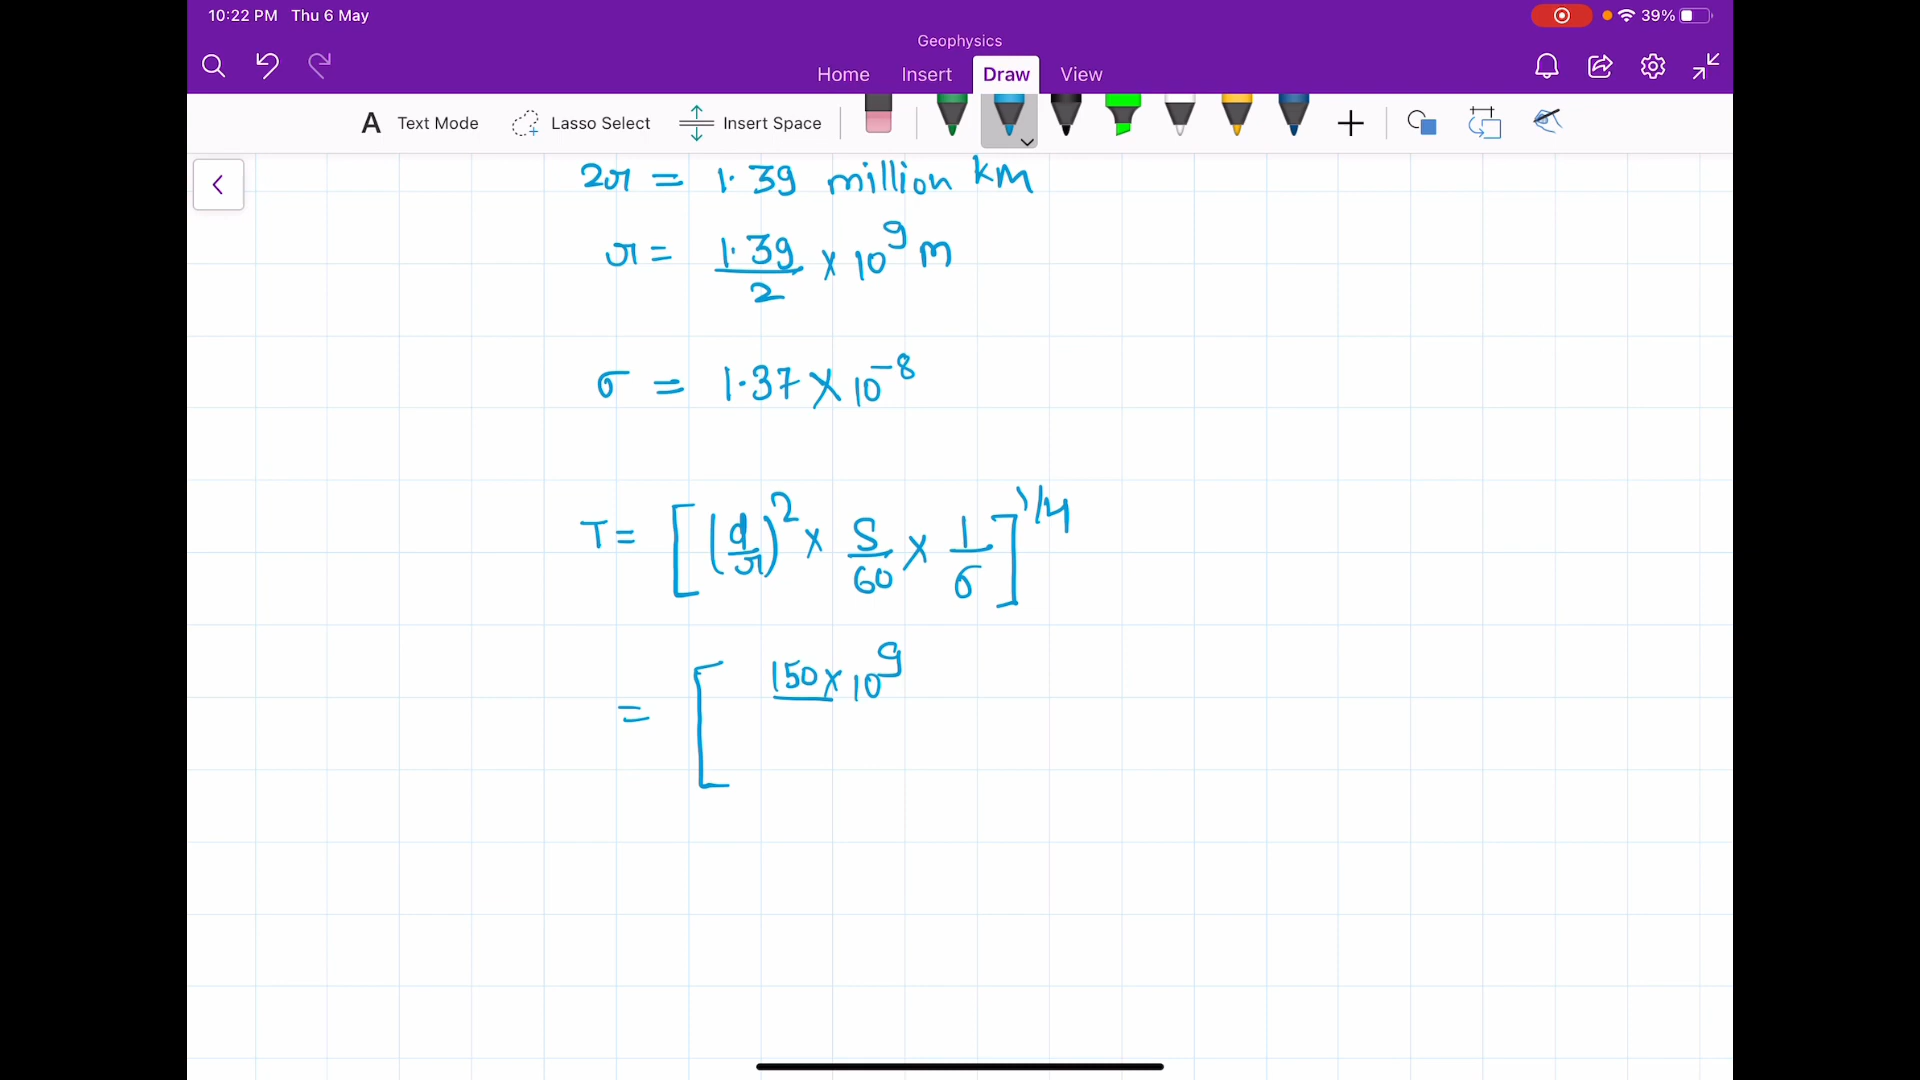 10:22 PM Thu 6 May 39%
Geophysics
Home Insert Draw View
A Text Mode Lasso Select Insert Space
2r = 1.39 million km
r = 1.39/2 × 10^9 m
σ = 1.37 × 10^-8
T = [(d/r)^2 × S/60 × 1/σ]^1/4
= [ 150 × 10^9